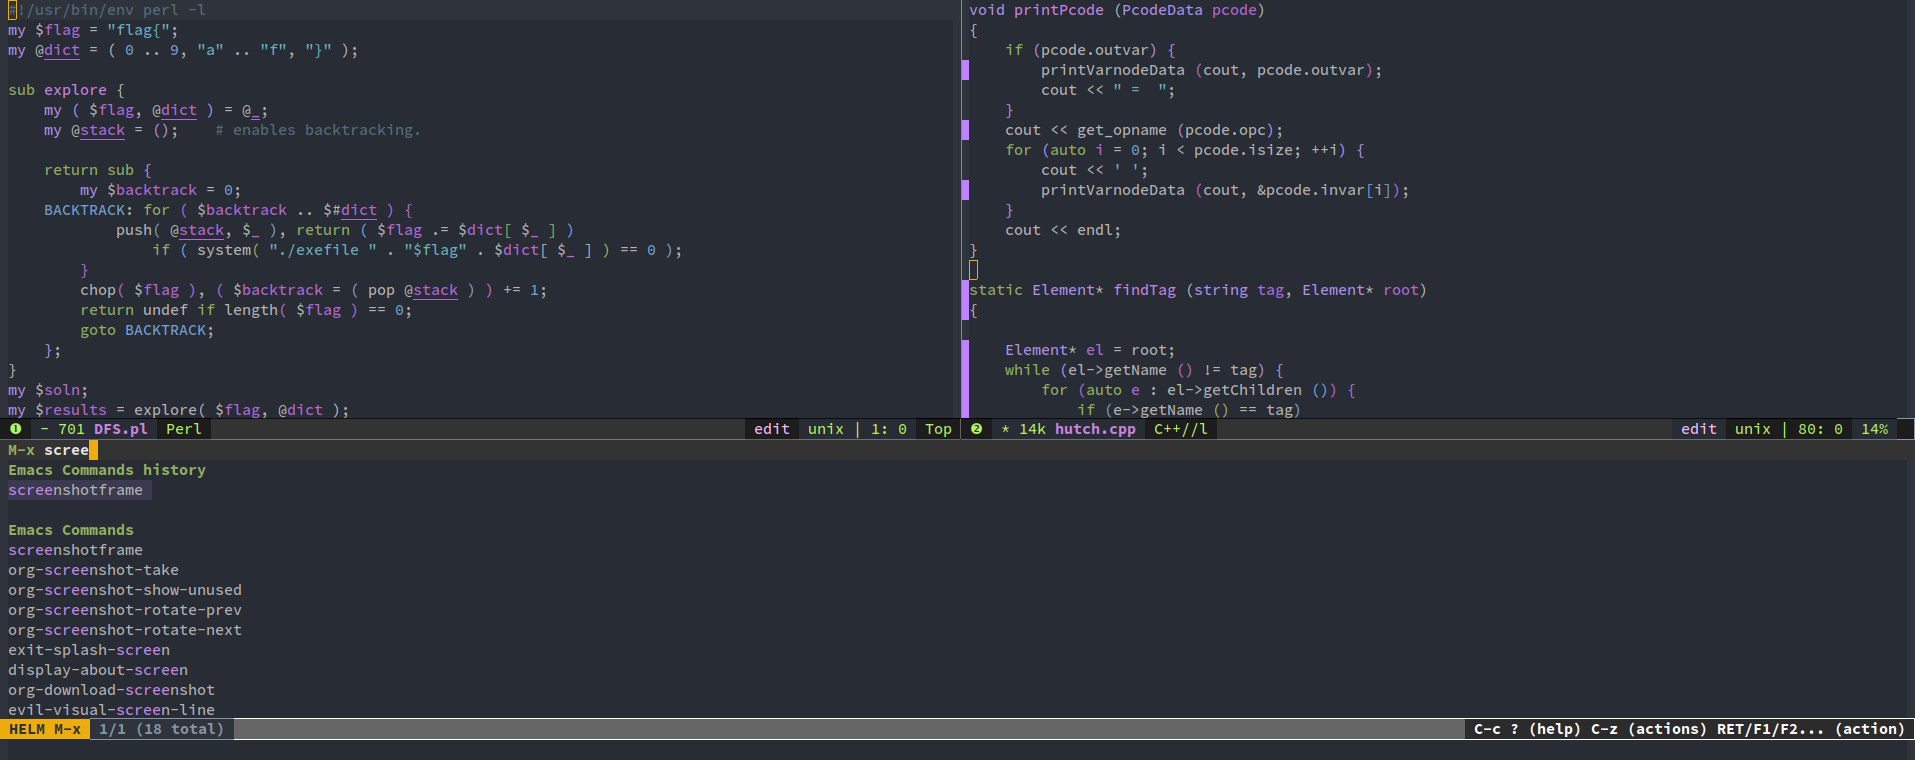 #!/usr/bin/env perl -l
my $flag = "flag{";
my @dict = ( 0 .. 9, "a" .. "f", "}" );
sub explore {
    my ( $flag, @dict ) = @_;
    my @stack = ();    # enables backtracking.
    return sub {
        my $backtrack = 0;
    BACKTRACK: for ( $backtrack .. $#dict ) {
            push( @stack, $_ ), return ( $flag .= $dict[ $_ ] )
                if ( system( "./exefile " . "$flag" . $dict[ $_ ] ) == 0 );
        }
        chop( $flag ), ( $backtrack = ( pop @stack ) ) += 1;
        return undef if length( $flag ) == 0;
        goto BACKTRACK;
    };
}
my $soln;
my $results = explore( $flag, @dict );
❶ - 701 DFS.pl Perl edit unix | 1: 0 Top
void printPcode (PcodeData pcode)
{
    if (pcode.outvar) {
        printVarnodeData (cout, pcode.outvar);
        cout << " =  ";
    }
    cout << get_opname (pcode.opc);
    for (auto i = 0; i < pcode.isize; ++i) {
        cout << ' ';
        printVarnodeData (cout, &pcode.invar[i]);
    }
    cout << endl;
}
static Element* findTag (string tag, Element* root)
{
    Element* el = root;
    while (el->getName () != tag) {
        for (auto e : el->getChildren ()) {
            if (e->getName () == tag)
❷ * 14k hutch.cpp C++//l edit unix | 80: 0 14%
M-x scree
Emacs Commands history
screenshotframe
Emacs Commands
screenshotframe
org-screenshot-take
org-screenshot-show-unused
org-screenshot-rotate-prev
org-screenshot-rotate-next
exit-splash-screen
display-about-screen
org-download-screenshot
evil-visual-screen-line
HELM M-x 1/1 (18 total) C-c ? (help) C-z (actions) RET/F1/F2... (action)